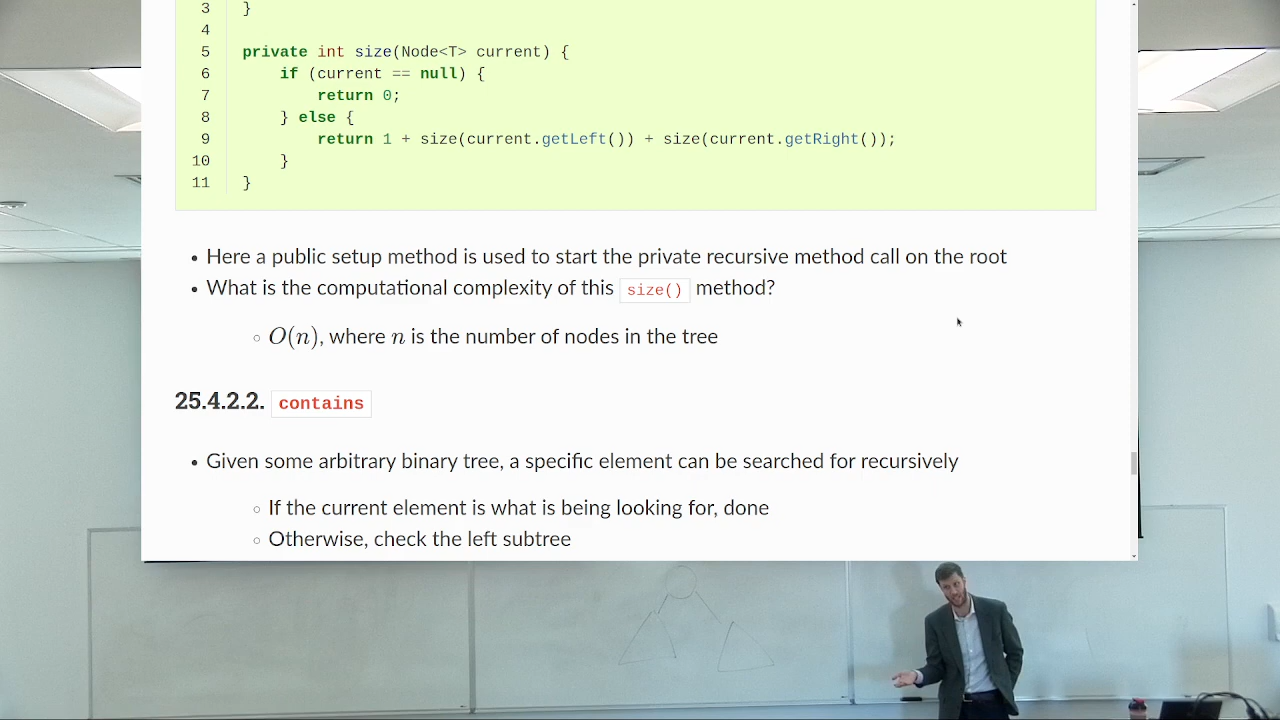 3 }
4
5 private int size(Node<T> current) {
6 if (current == null) {
7 return 0;
8 } else {
9 return 1 + size(current.getLeft()) + size(current.getRight());
10 }
11 }
• Here a public setup method is used to start the private recursive method call on the root
• What is the computational complexity of this size() method?
◦ O(n), where n is the number of nodes in the tree
25.4.2.2. contains
• Given some arbitrary binary tree, a specific element can be searched for recursively
◦ If the current element is what is being looking for, done
◦ Otherwise, check the left subtree